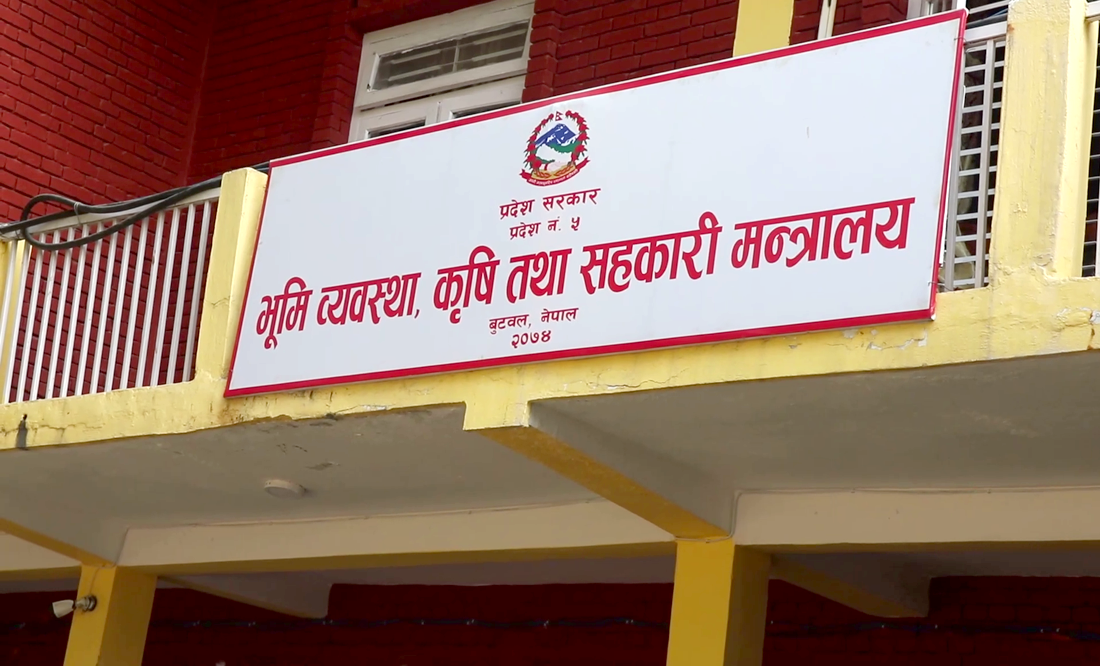 प्रदेश सरकार
प्रदेश नं. ५
भूमि व्यवस्था, कृषि तथा सहकारी मन्त्रालय
बुटवल, नेपाल
२०७४